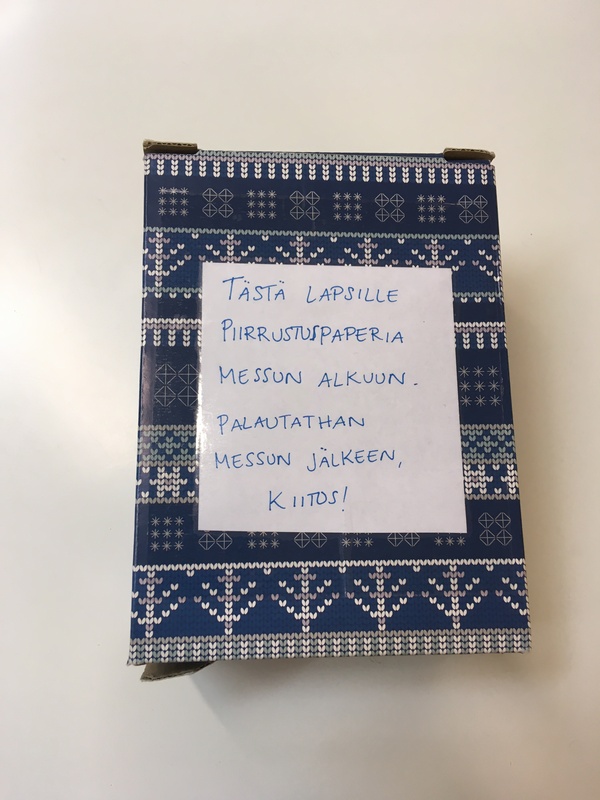 TÄSTÄ LAPSILLE
PIIRRUSTUSPAPERIA
MESSUN ALKUUN.
PALAUTATHAN
MESSUN JÄLKEEN,
KIITOS!